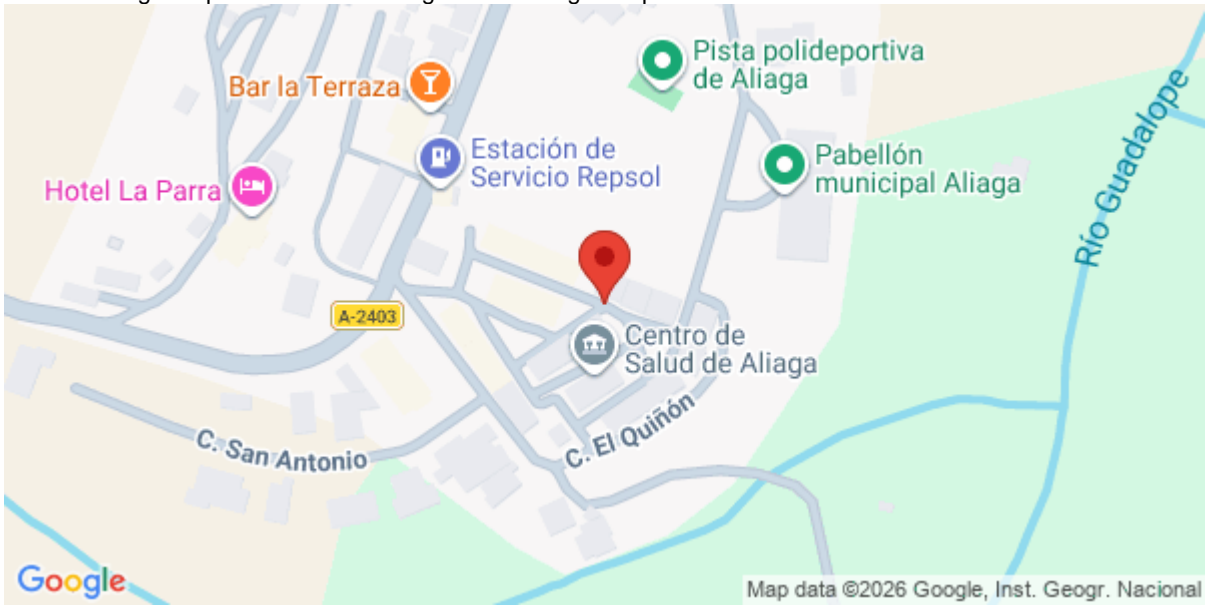 Pista polideportiva
de Aliaga
Bar la Terraza
Estación de
Servicio Repsol
Pabellón
municipal Aliaga
Hotel La Parra
Río Guadalope
A-2403
Centro de
Salud de Aliaga
C. El Quiñón
C. San Antonio
Google
Map data ©2026 Google, Inst. Geogr. Nacional